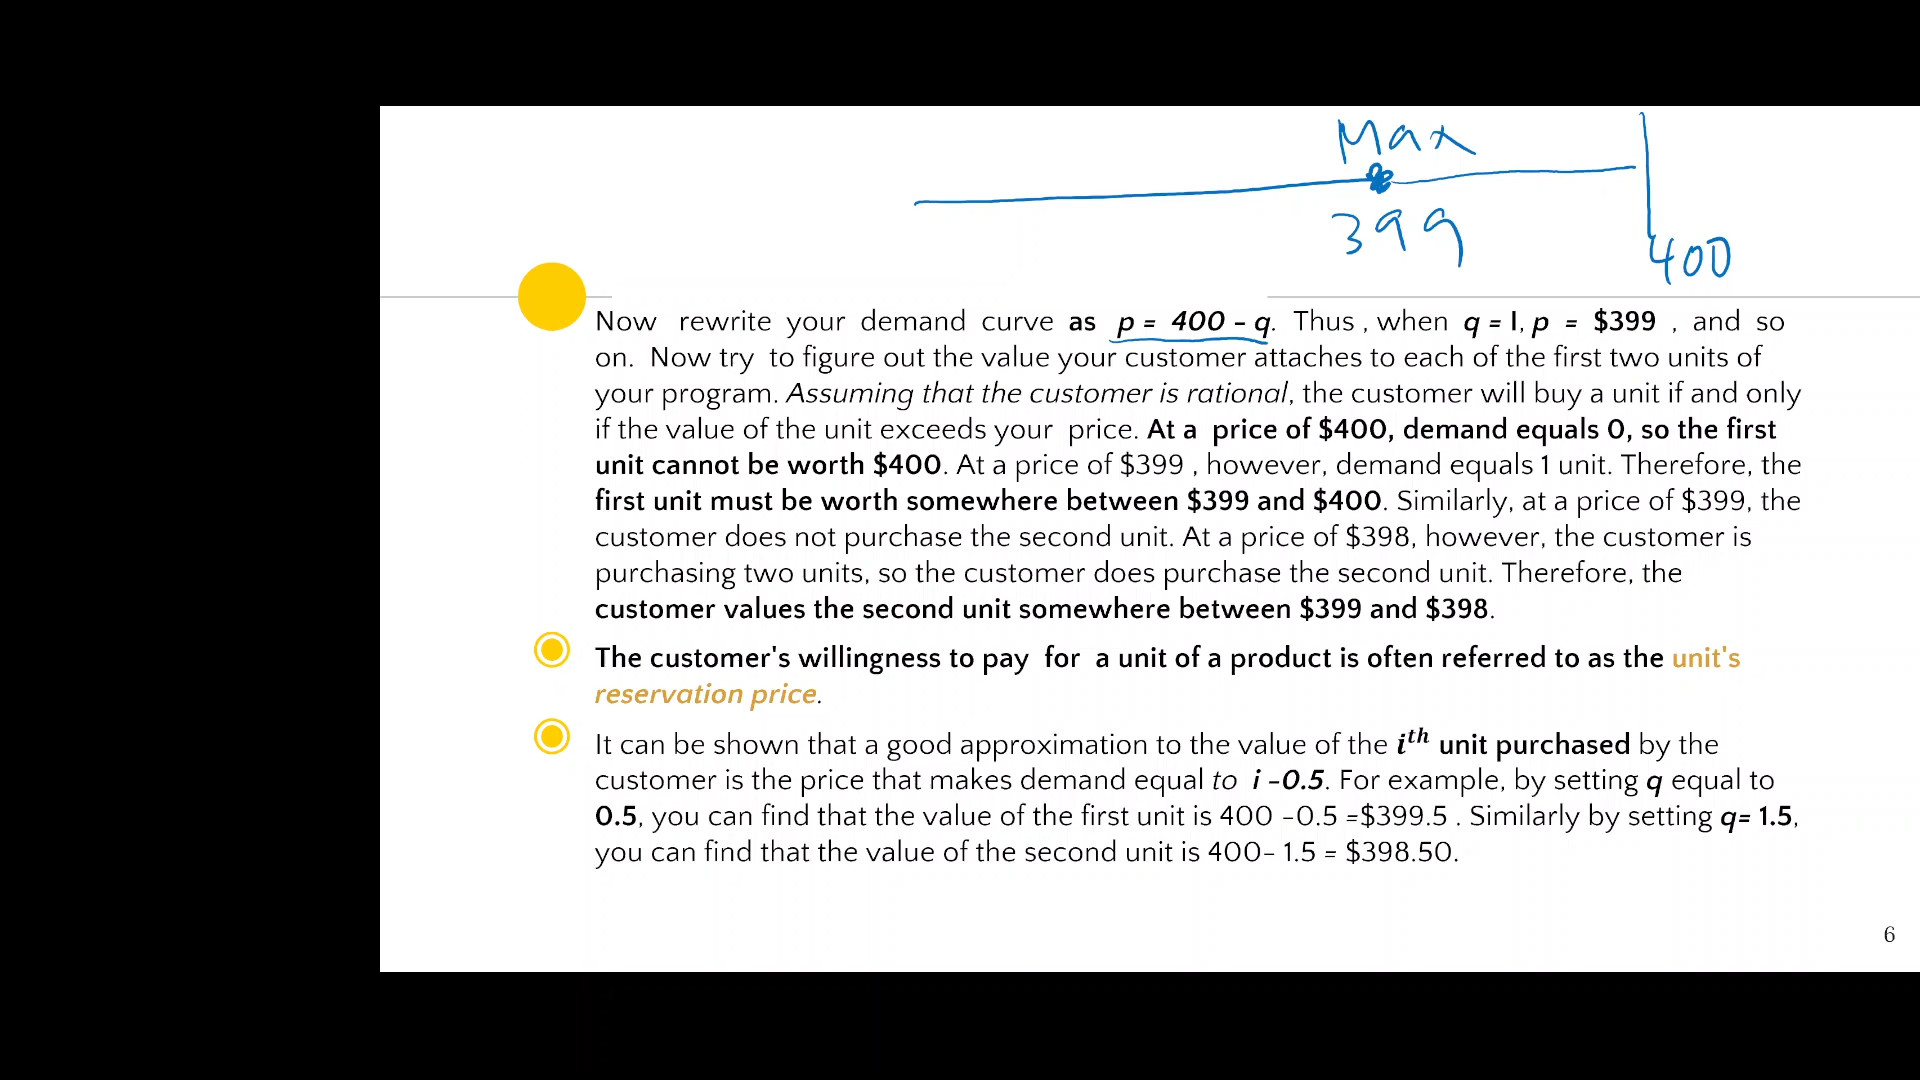 Max
399
400
Now rewrite your demand curve as p = 400 – q. Thus , when q = 1, p = $399 , and so
on. Now try to figure out the value your customer attaches to each of the first two units of
your program. Assuming that the customer is rational, the customer will buy a unit if and only
if the value of the unit exceeds your price. At a price of $400, demand equals 0, so the first
unit cannot be worth $400. At a price of $399 , however, demand equals 1 unit. Therefore, the
first unit must be worth somewhere between $399 and $400. Similarly, at a price of $399, the
customer does not purchase the second unit. At a price of $398, however, the customer is
purchasing two units, so the customer does purchase the second unit. Therefore, the
customer values the second unit somewhere between $399 and $398.
The customer's willingness to pay for a unit of a product is often referred to as the unit's
reservation price.
It can be shown that a good approximation to the value of the iᵗʰ unit purchased by the
customer is the price that makes demand equal to i –0.5. For example, by setting q equal to
0.5, you can find that the value of the first unit is 400 –0.5 =$399.5 . Similarly by setting q= 1.5,
you can find that the value of the second unit is 400– 1.5 = $398.50.
6